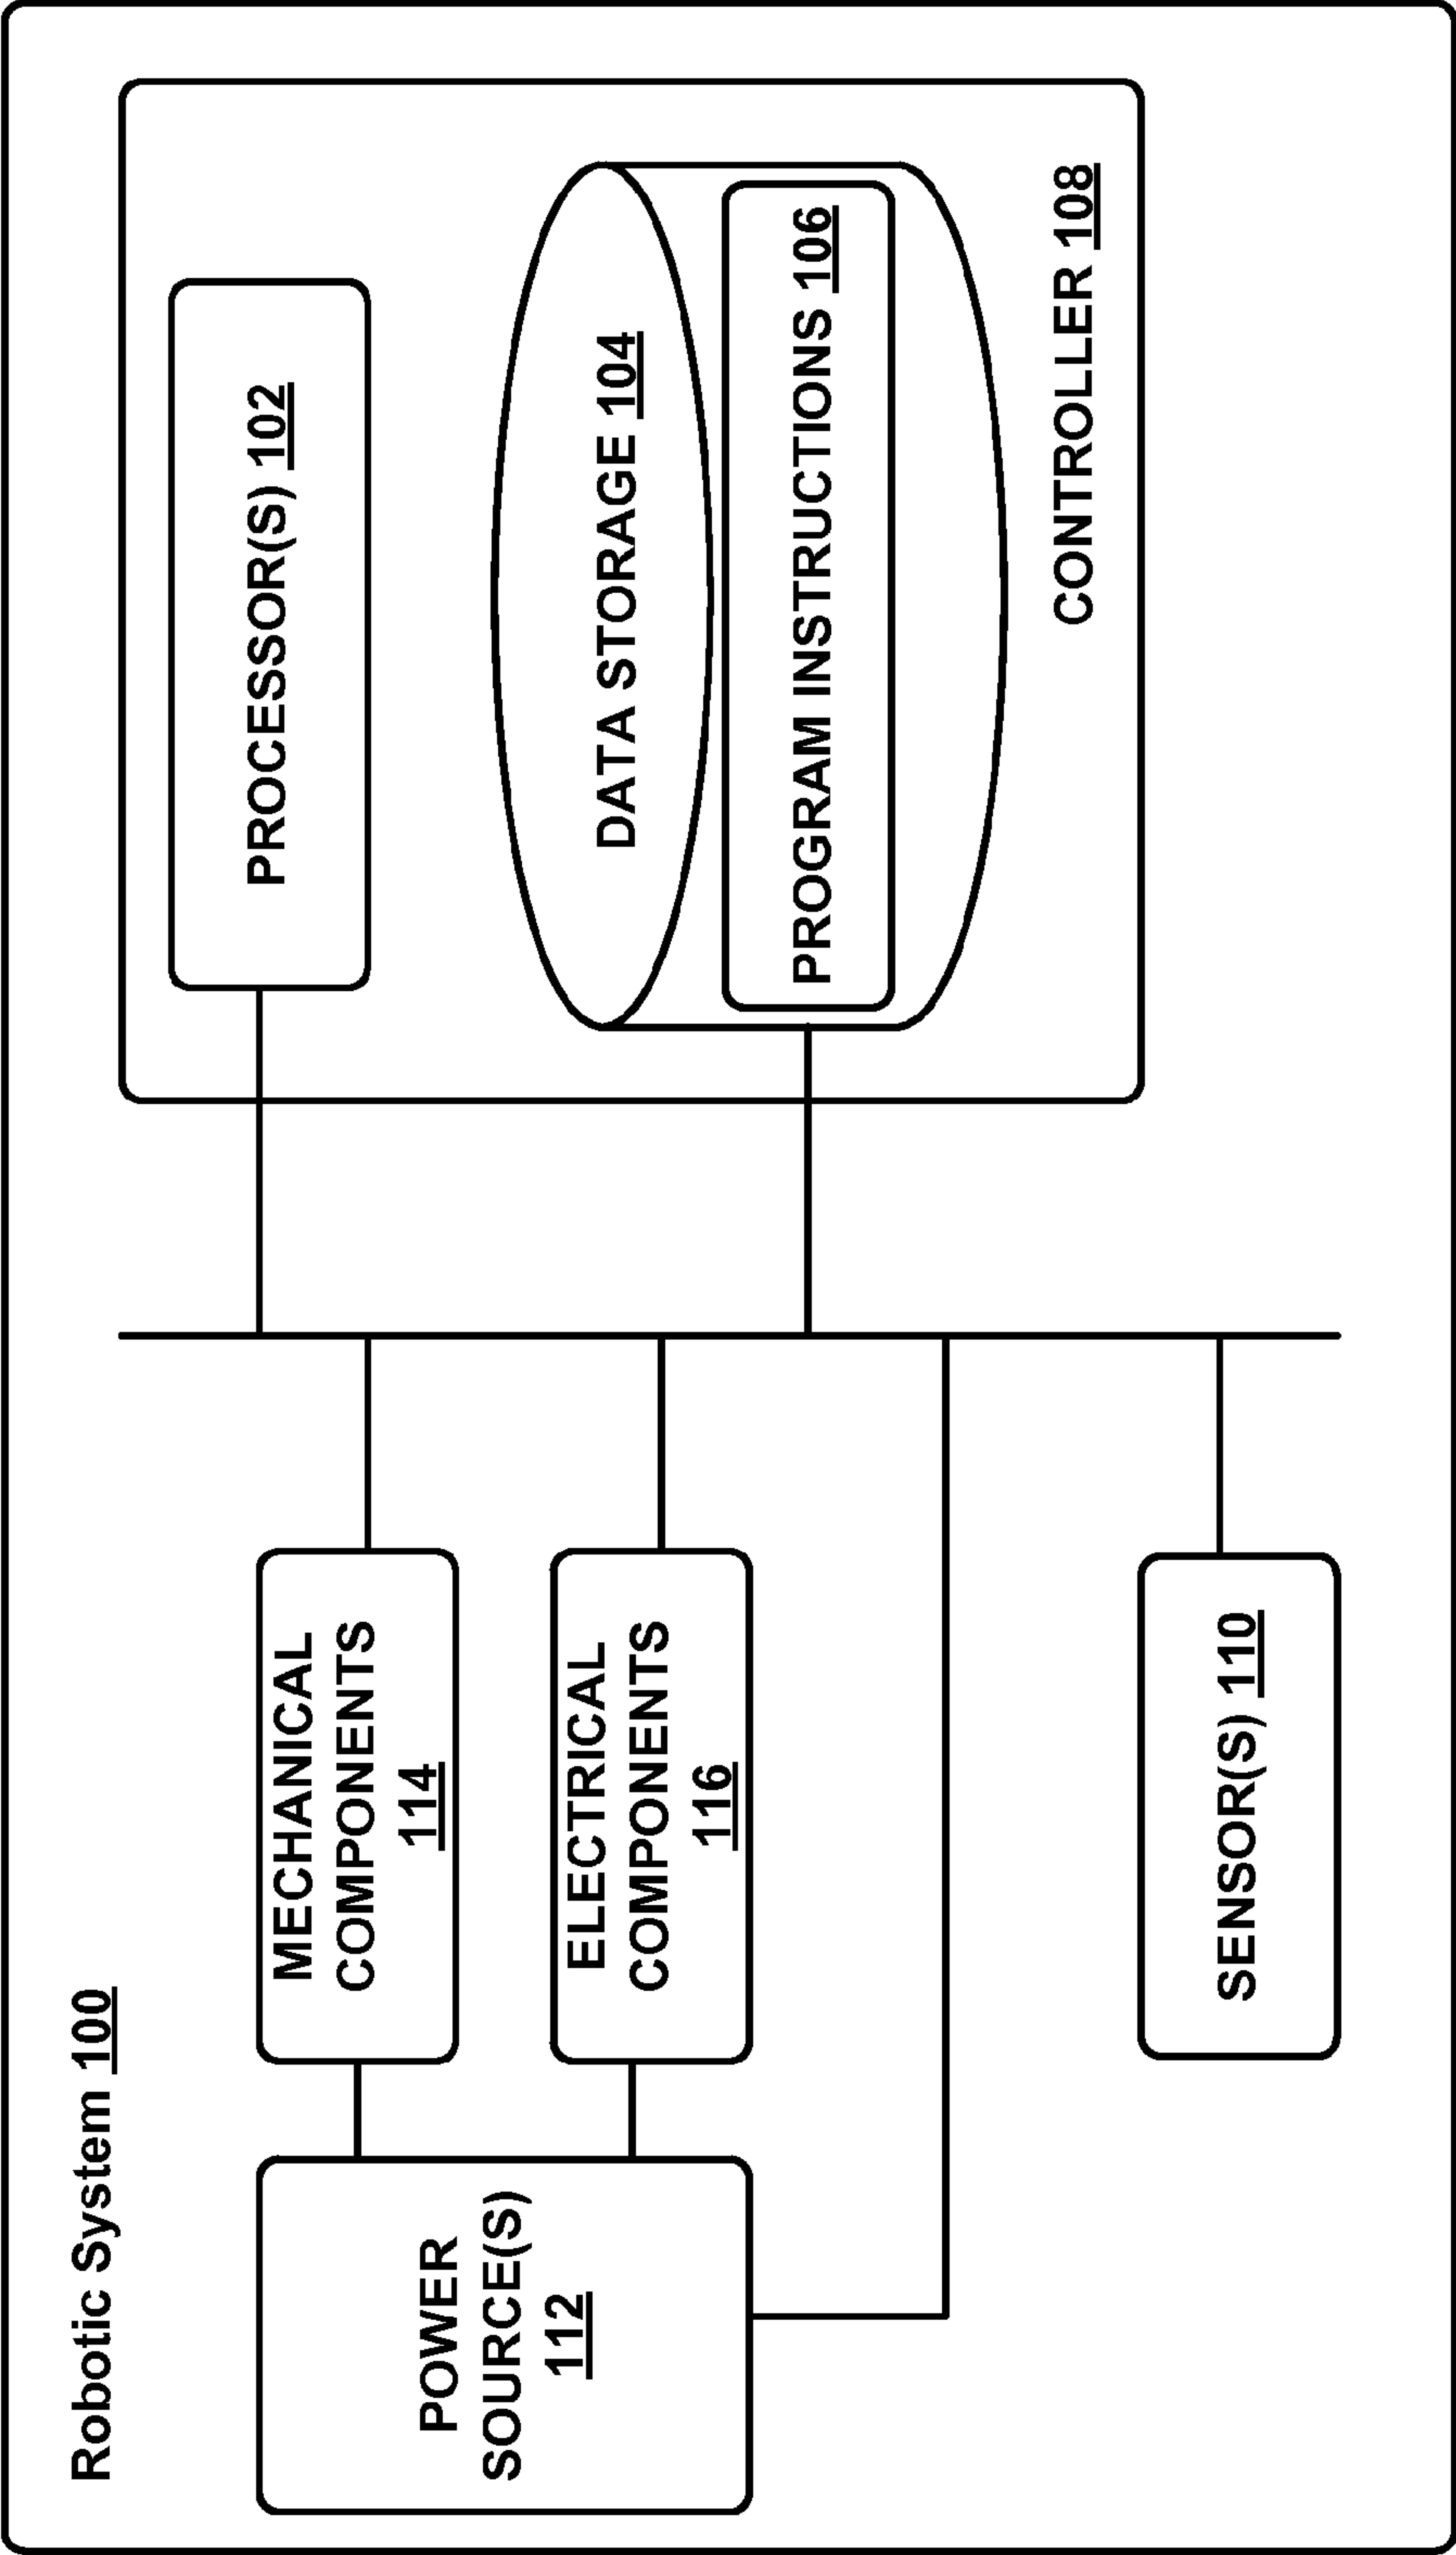 Robotic System 100
POWER
SOURCE(S)
112
MECHANICAL
COMPONENTS
114
ELECTRICAL
COMPONENTS
116
SENSOR(S) 110
PROCESSOR(S) 102
DATA STORAGE 104
PROGRAM INSTRUCTIONS 106
CONTROLLER 108